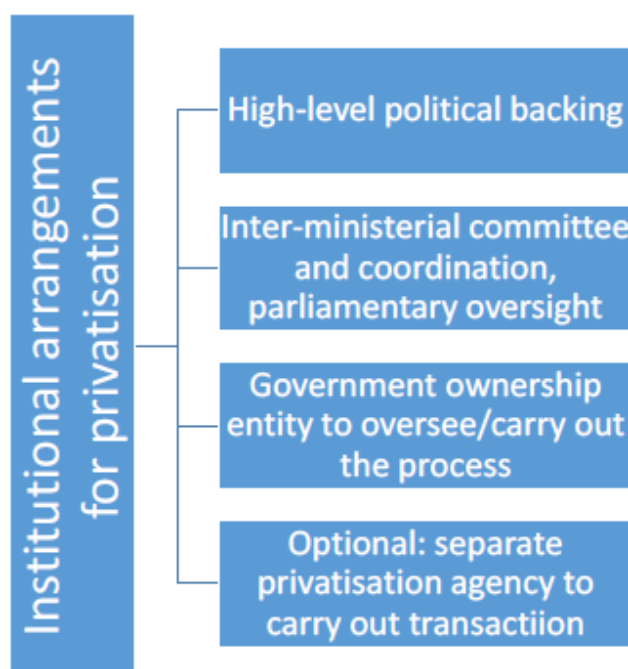 Institutional arrangements
for privatisation
High-level political backing
Inter-ministerial committee
and coordination,
parliamentary oversight
Government ownership
entity to oversee/carry out
the process
Optional: separate
privatisation agency to
carry out transactiion